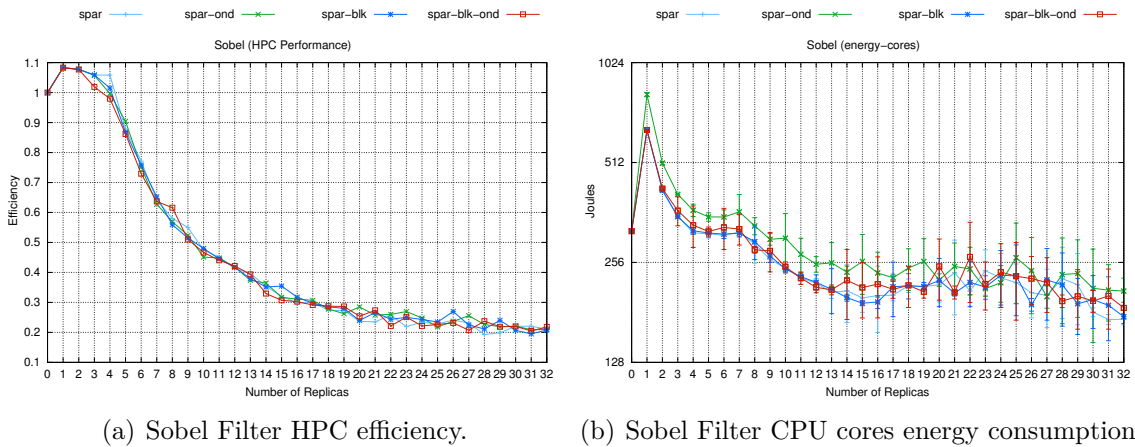 spar spar-ond spar-blk spar-blk-ond
Sobel (HPC Performance)
Efficiency
1.1
1
0.9
0.8
0.7
0.6
0.5
0.4
0.3
0.2
0.1
0 1 2 3 4 5 6 7 8 9 10 11 12 13 14 15 16 17 18 19 20 21 22 23 24 25 26 27 28 29 30 31 32
Number of Replicas
(a) Sobel Filter HPC efficiency.
spar spar-ond spar-blk spar-blk-ond
Sobel (energy-cores)
Joules
1024
512
256
128
0 1 2 3 4 5 6 7 8 9 10 11 12 13 14 15 16 17 18 19 20 21 22 23 24 25 26 27 28 29 30 31 32
Number of Replicas
(b) Sobel Filter CPU cores energy consumption